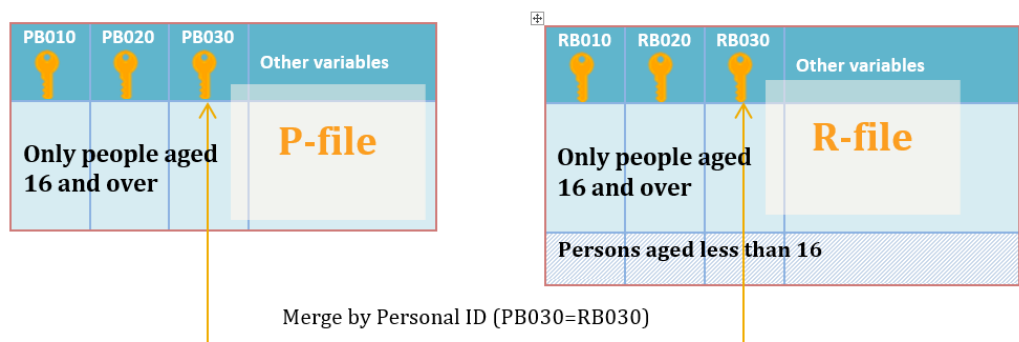 PB010 PB020 PB030
Other variables
P-file
Only people aged
16 and over
RB010 RB020 RB030
Other variables
R-file
Only people aged
16 and over
Persons aged less than 16
Merge by Personal ID (PB030=RB030)